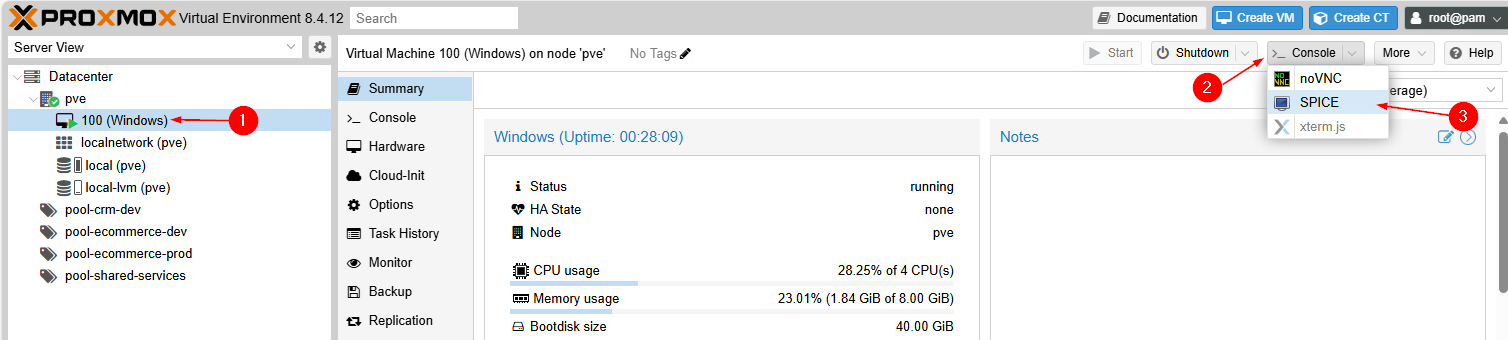 PROXMOX Virtual Environment 8.4.12 Search Documentation Create VM Create CT root@pam
Server View
Virtual Machine 100 (Windows) on node 'pve' No Tags Start Shutdown Console More Help
Datacenter
pve
100 (Windows)
localnetwork (pve)
local (pve)
local-lvm (pve)
pool-crm-dev
pool-ecommerce-dev
pool-ecommerce-prod
pool-shared-services
1
2
3
Summary
Console
Hardware
Cloud-Init
Options
Task History
Monitor
Backup
Replication
NO VNC noVNC
SPICE
xterm.js
erage)
Windows (Uptime: 00:28:09)
Status running
HA State none
Node pve
CPU usage 28.25% of 4 CPU(s)
Memory usage 23.01% (1.84 GiB of 8.00 GiB)
Bootdisk size 40.00 GiB
Notes